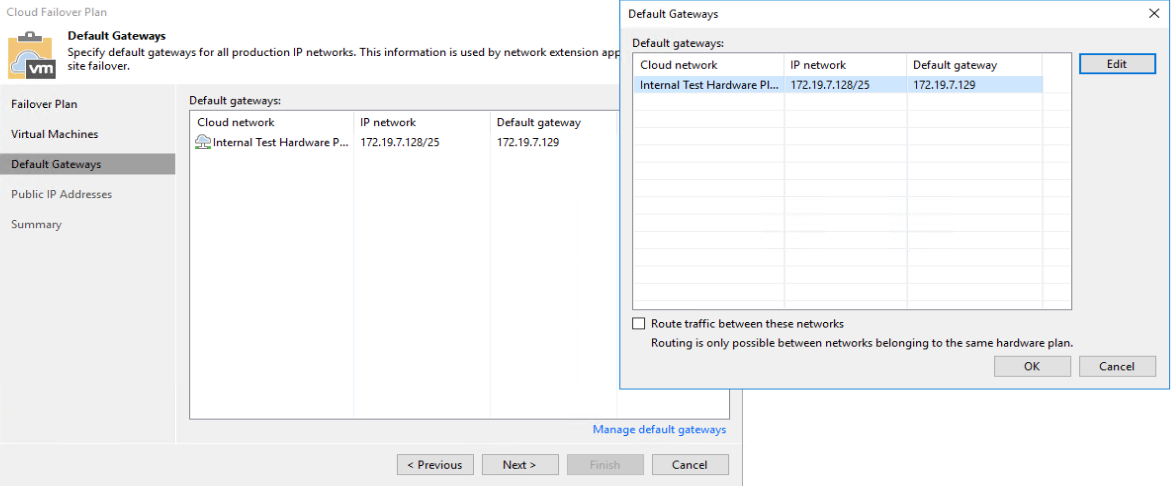 Cloud Failover Plan
Default Gateways
Specify default gateways for all production IP networks. This information is used by network extension app
site failover.
vm
Failover Plan
Virtual Machines
Default Gateways
Public IP Addresses
Summary
Default gateways:
Cloud network IP network Default gateway
Internal Test Hardware P... 172.19.7.128/25 172.19.7.129
Manage default gateways
< Previous Next > Finish Cancel
Default Gateways
Default gateways:
Cloud network IP network Default gateway
Internal Test Hardware Pl... 172.19.7.128/25 172.19.7.129
Edit
Route traffic between these networks
Routing is only possible between networks belonging to the same hardware plan.
OK Cancel